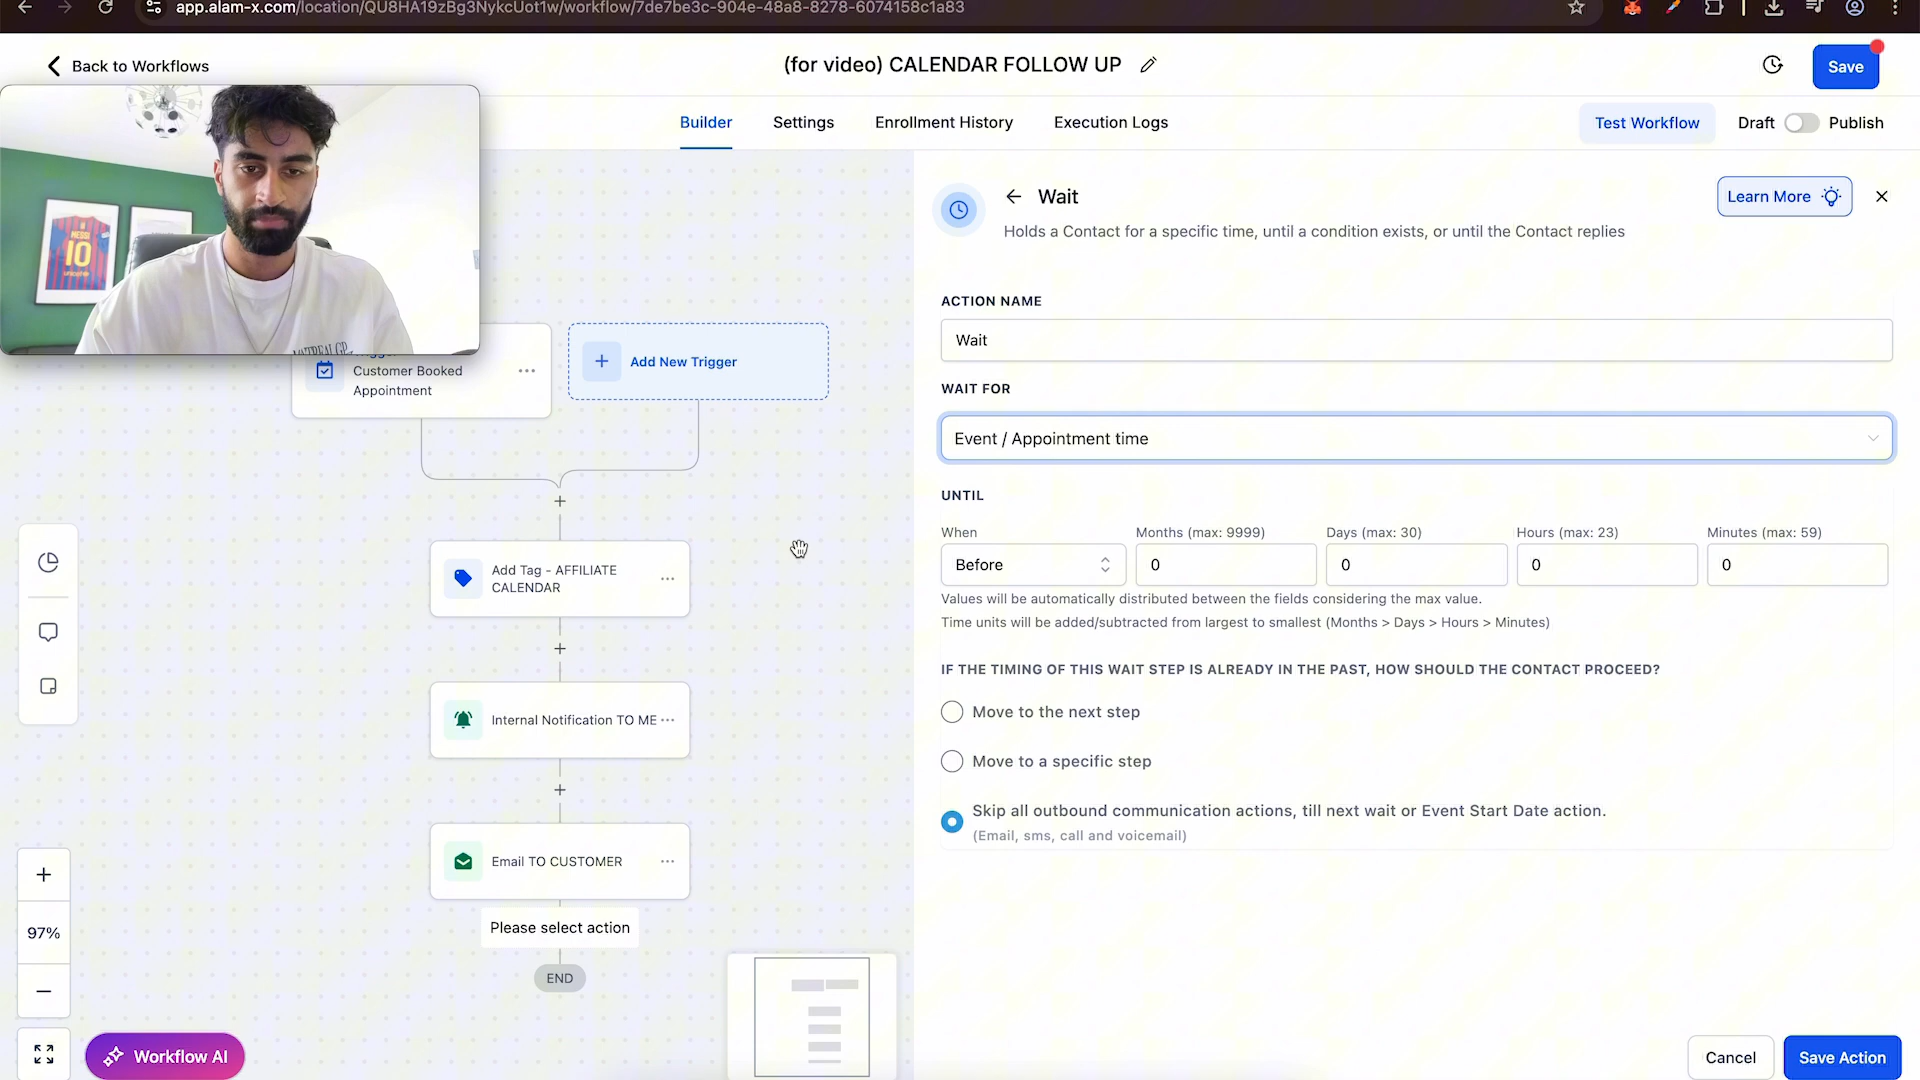 app.alam-x.com/location/QU8HA19zBg3NykcUot1w/workflow/7de7be3c-904e-48a8-8278-6074158c1a83
Back to Workflows
(for video) CALENDAR FOLLOW UP
Save
Builder
Settings
Enrollment History
Execution Logs
Test Workflow
Draft
Publish
MESSI
10
unicef
Trigger
Customer Booked
Appointment
Add New Trigger
Add Tag - AFFILIATE
CALENDAR
Internal Notification TO ME
Email TO CUSTOMER
Please select action
END
97%
Workflow AI
Wait
Learn More
Holds a Contact for a specific time, until a condition exists, or until the Contact replies
ACTION NAME
Wait
WAIT FOR
Event / Appointment time
UNTIL
When
Months (max: 9999)
Days (max: 30)
Hours (max: 23)
Minutes (max: 59)
Before
0
0
0
0
Values will be automatically distributed between the fields considering the max value.
Time units will be added/subtracted from largest to smallest (Months > Days > Hours > Minutes)
IF THE TIMING OF THIS WAIT STEP IS ALREADY IN THE PAST, HOW SHOULD THE CONTACT PROCEED?
Move to the next step
Move to a specific step
Skip all outbound communication actions, till next wait or Event Start Date action.
(Email, sms, call and voicemail)
Cancel
Save Action